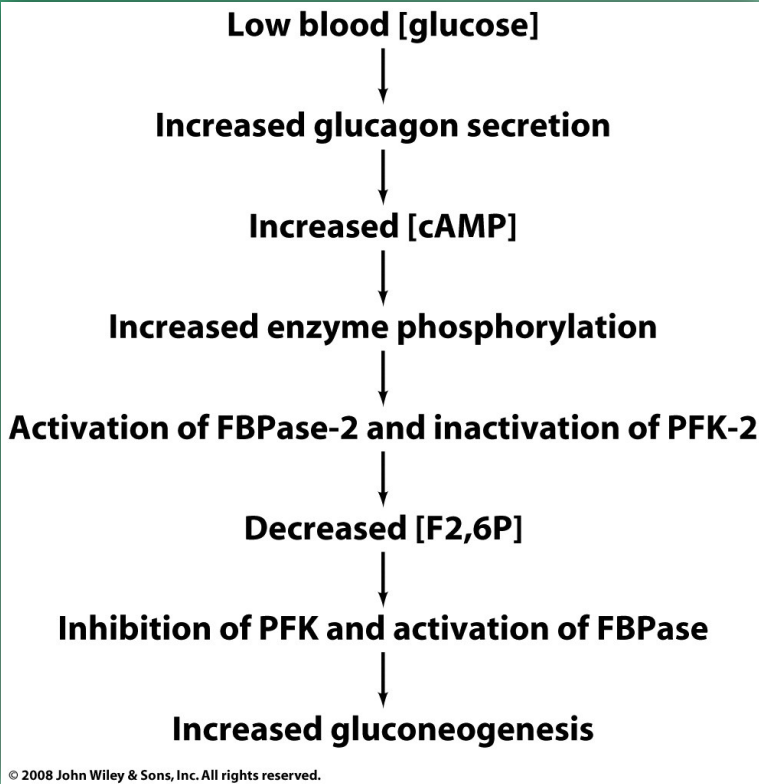 Low blood [glucose]
Increased glucagon secretion
Increased [cAMP]
Increased enzyme phosphorylation
Activation of FBPase-2 and inactivation of PFK-2
Decreased [F2,6P]
Inhibition of PFK and activation of FBPase
Increased gluconeogenesis
© 2008 John Wiley & Sons, Inc. All rights reserved.